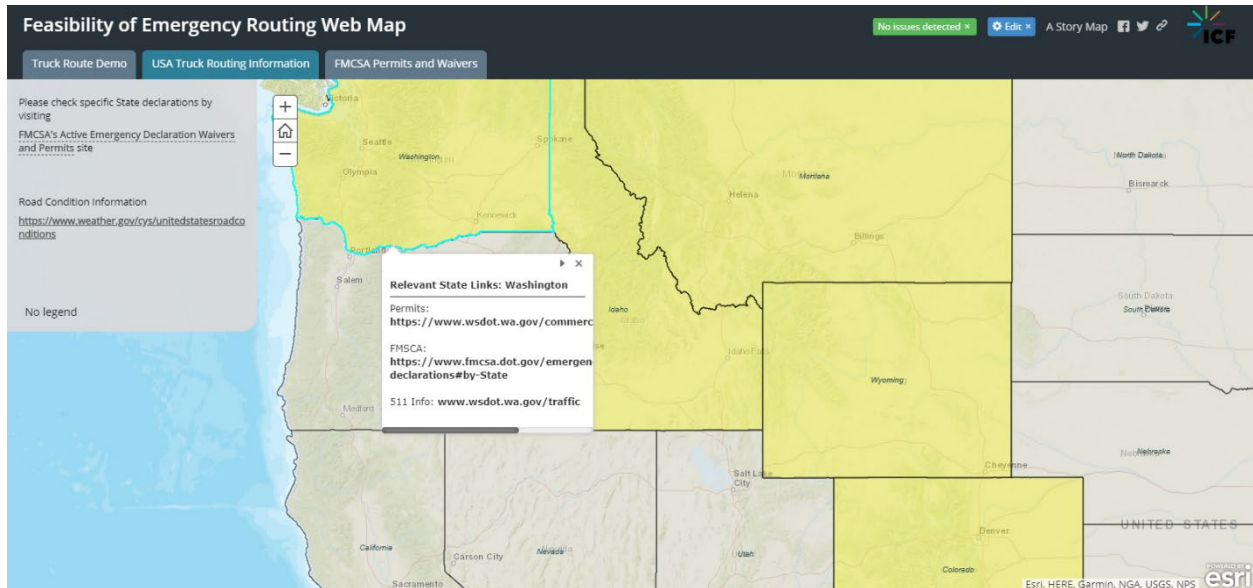 Feasibility of Emergency Routing Web Map
No issues detected ×
Edit ×
A Story Map
ICF
Truck Route Demo
USA Truck Routing Information
FMCSA Permits and Waivers
Please check specific State declarations by
visiting
FMCSA's Active Emergency Declaration Waivers
and Permits site
Road Condition Information
https://www.weather.gov/cys/unitedstatesroadco
nditions
No legend
+
−
Victoria
Seattle
Spokane
Washington
Olympia
Kennewick
Portland
Salem
Medford
Montana
Helena
Billings
North Dakota
Bismarck
South Dakota
Pierre
Idaho
Idaho Falls
Wyoming
Nebraska
Cheyenne
Salt Lake
City
Denver
UNITED STATES
California
Carson City
Nevada
Utah
Colorado
Sacramento
Relevant State Links: Washington
Permits:
https://www.wsdot.wa.gov/commerc
FMSCA:
https://www.fmcsa.dot.gov/emergen
declarations#by-State
511 Info: www.wsdot.wa.gov/traffic
Esri, HERE, Garmin, NGA, USGS, NPS
POWERED BY
esri